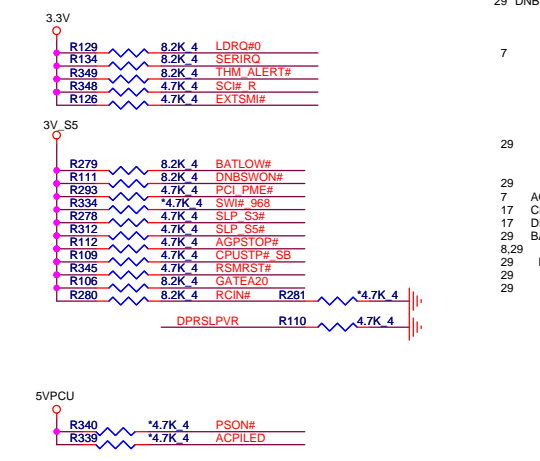 29 DNB
3.3V
R129 8.2K_4 LDRQ#0
R134 8.2K_4 SERIRQ
R349 8.2K_4 THM_ALERT#
R348 4.7K_4 SCI#_R
R126 4.7K_4 EXTSMI#
7
3V_S5
R279 8.2K_4 BATLOW#
R111 8.2K_4 DNBSWON#
R293 4.7K_4 PCI_PME#
R334 *4.7K_4 SWI#_968
R278 4.7K_4 SLP_S3#
R312 4.7K_4 SLP_S5#
R112 4.7K_4 AGPSTOP#
R109 4.7K_4 CPUSTP#_SB
R345 4.7K_4 RSMRST#
R106 8.2K_4 GATEA20
R280 8.2K_4 RCIN# R281 *4.7K_4
DPRSLPVR R110 4.7K_4
29
29
7
17
17 D
29 BA
8,29
29
29
29
5VPCU
R340 *4.7K_4 PSON#
R339 *4.7K_4 ACPILED